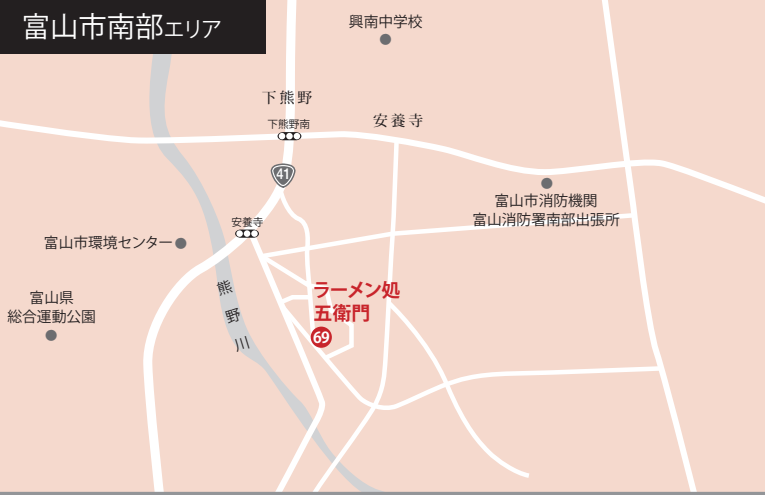 富山市南部エリア
興南中学校
下熊野
下熊野南
安養寺
41
富山市消防機関
富山消防署南部出張所
安養寺
富山市環境センター
熊野川
富山県
総合運動公園
ラーメン処
五衛門
69